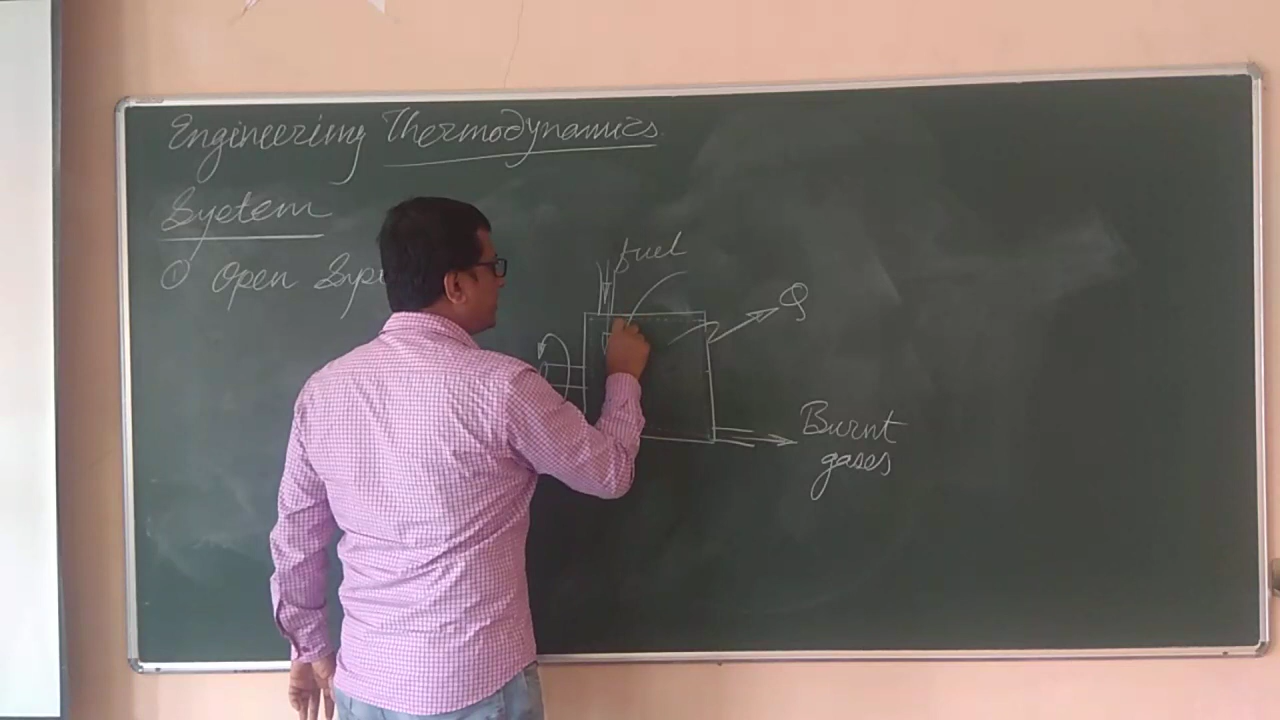 Engineering Thermodynamics
System
① Open Sys
fuel
Q
Burnt
gases